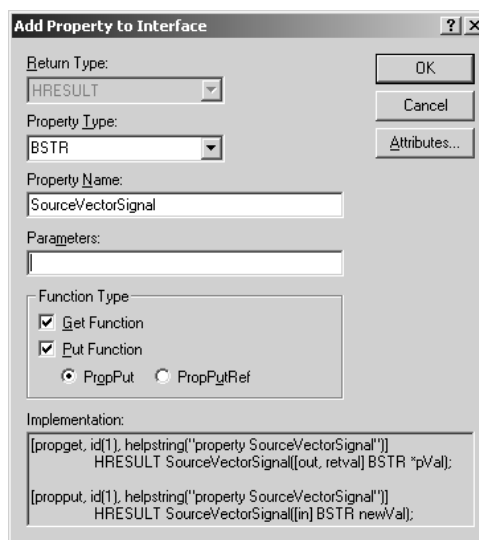 Add Property to Interface
Return Type:
HRESULT
OK
Cancel
Property Type:
BSTR
Attributes...
Property Name:
SourceVectorSignal
Parameters:
Function Type
Get Function
Put Function
PropPut PropPutRef
Implementation:
[propget, id(1), helpstring("property SourceVectorSignal")]
HRESULT SourceVectorSignal([out, retval] BSTR *pVal);
[propput, id(1), helpstring("property SourceVectorSignal")]
HRESULT SourceVectorSignal([in] BSTR newVal);